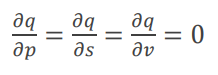 ∂q/∂p = ∂q/∂s = ∂q/∂v = 0